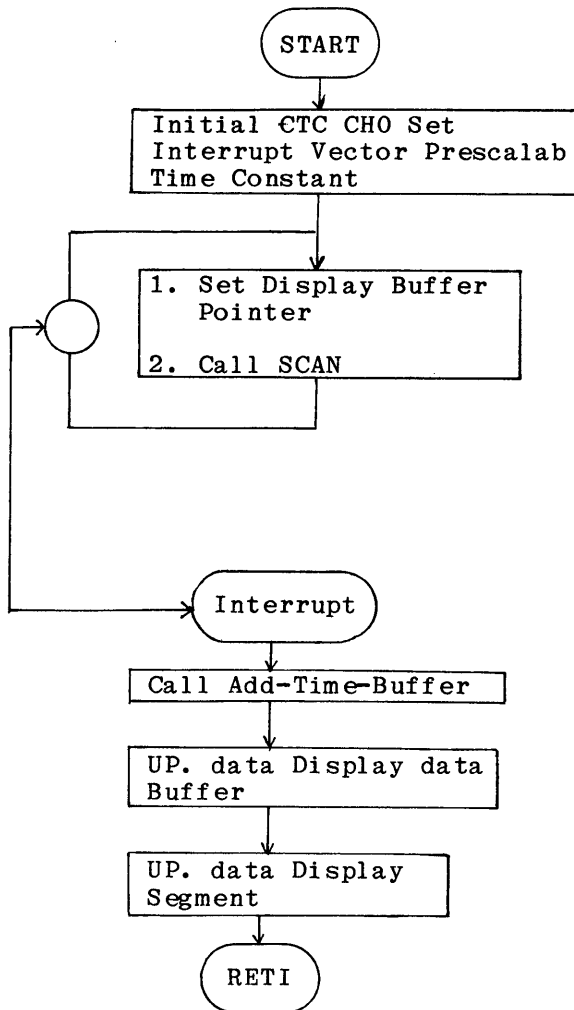 START
Initial CTC CHO Set
Interrupt Vector Prescalab
Time Constant
1. Set Display Buffer
Pointer
2. Call SCAN
Interrupt
Call Add-Time-Buffer
UP. data Display data
Buffer
UP. data Display
Segment
RETI